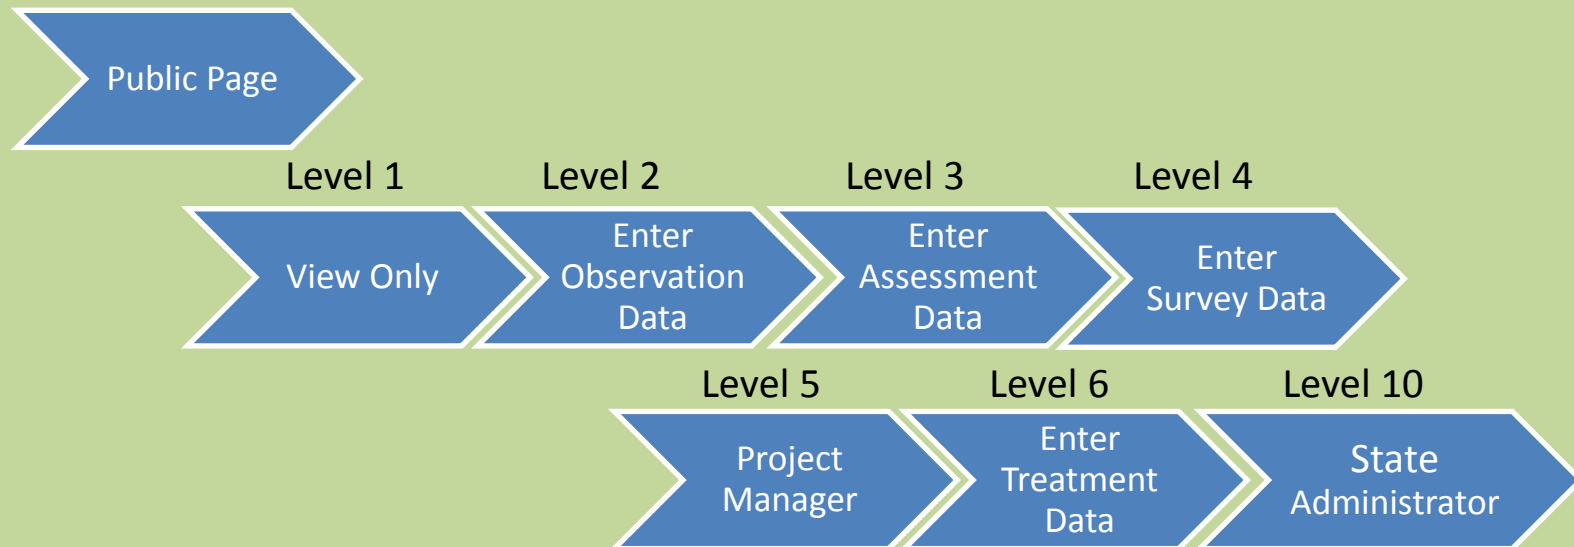 Public Page
Level 1
Level 2
Level 3
Level 4
View Only
Enter
Observation
Data
Enter
Assessment
Data
Enter
Survey Data
Level 5
Level 6
Level 10
Project
Manager
Enter
Treatment
Data
State
Administrator